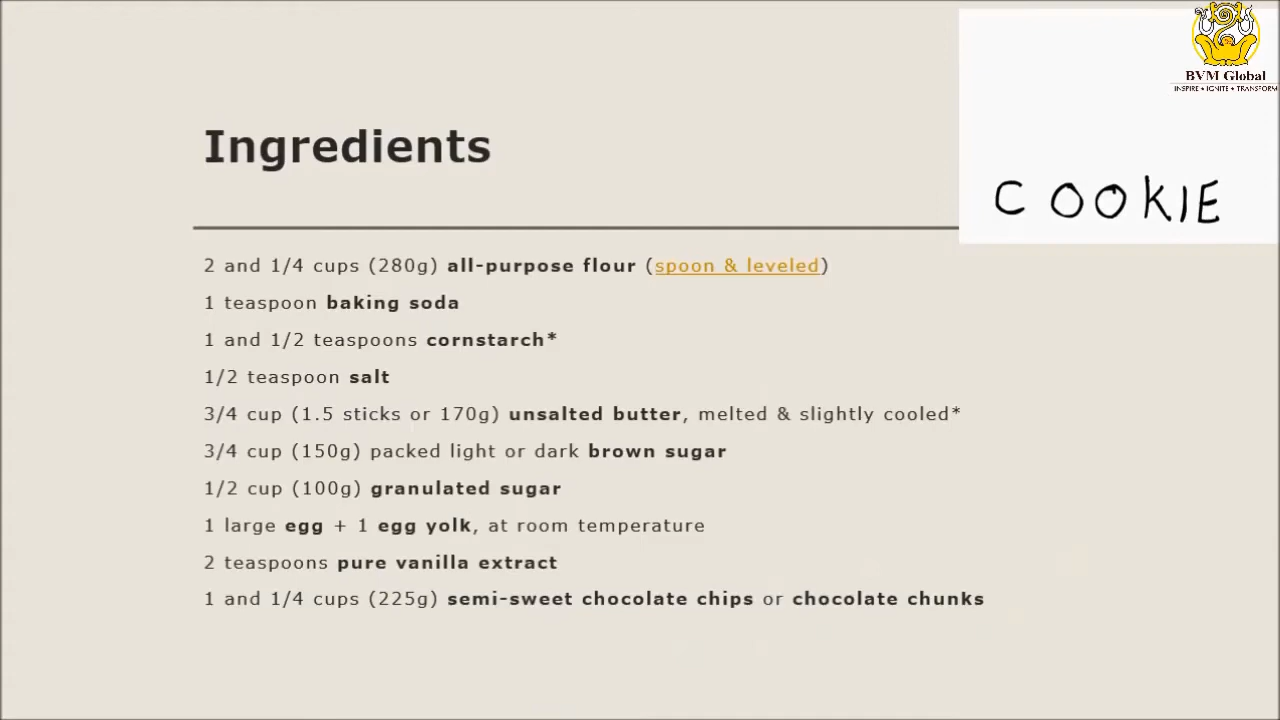 BVM Global
INSPIRE • IGNITE • TRANSFORM
COOKIE
Ingredients
2 and 1/4 cups (280g) all-purpose flour (spoon & leveled)
1 teaspoon baking soda
1 and 1/2 teaspoons cornstarch*
1/2 teaspoon salt
3/4 cup (1.5 sticks or 170g) unsalted butter, melted & slightly cooled*
3/4 cup (150g) packed light or dark brown sugar
1/2 cup (100g) granulated sugar
1 large egg + 1 egg yolk, at room temperature
2 teaspoons pure vanilla extract
1 and 1/4 cups (225g) semi-sweet chocolate chips or chocolate chunks